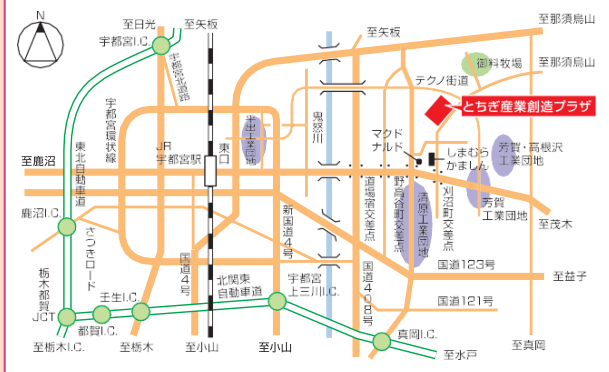 N
至日光
至矢板
宇都宮I.C.
宇都宮北道路
至矢板
至那須烏山
御料牧場
至那須烏山
テクノ街道
とちぎ産業創造プラザ
宇都宮環状線
東北自動車道
至鹿沼
JR
宇都宮駅
東口
平出工業団地
鬼怒川
マクド
ナルド
しまむら
かましん
芳賀・高根沢
工業団地
道場宿交差点
野高谷町交差点
清原工業団地
刈沼町交差点
芳賀
工業団地
至茂木
鹿沼I.C.
さつきロード
新国道4号
国道4号
北関東
自動車道
宇都宮
上三川I.C.
国道408号
国道123号
至益子
国道121号
栃木都賀
JCT
壬生I.C.
都賀I.C.
真岡I.C.
至栃木I.C.
至栃木
至小山
至小山
至水戸
至真岡